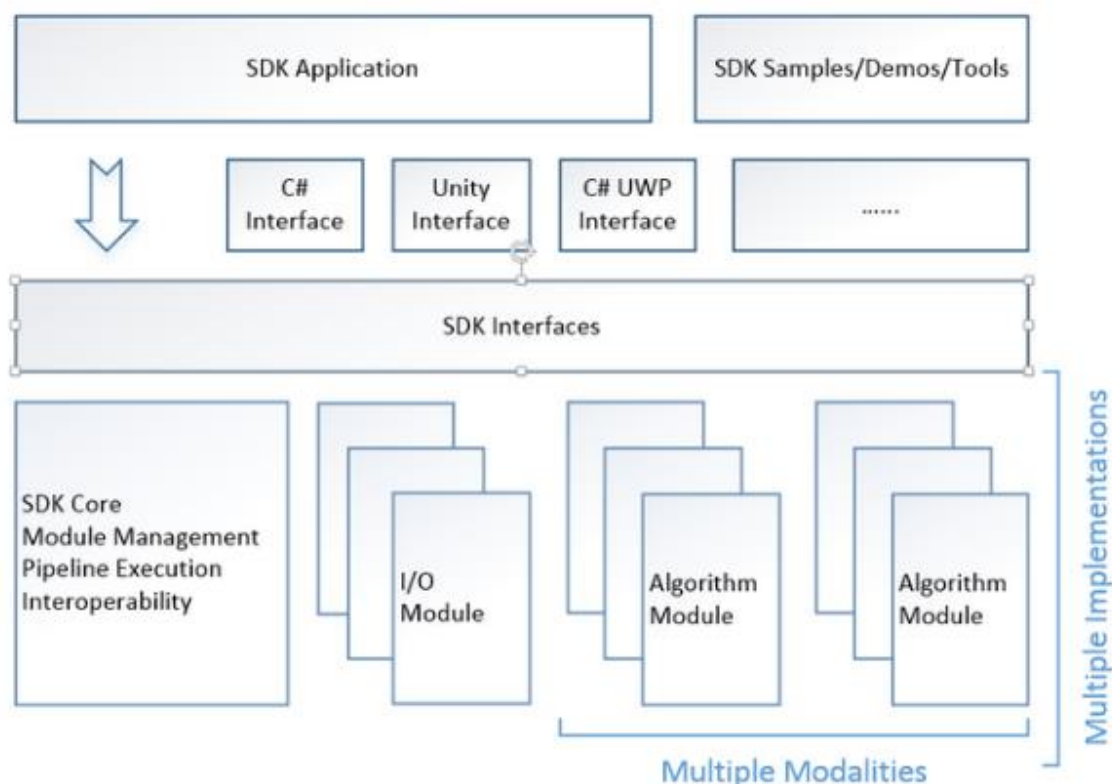 SDK Application
SDK Samples/Demos/Tools
C#
Interface
Unity
Interface
C# UWP
Interface
......
SDK Interfaces
SDK Core
Module Management
Pipeline Execution
Interoperability
I/O
Module
Algorithm
Module
Algorithm
Module
Multiple Implementations
Multiple Modalities